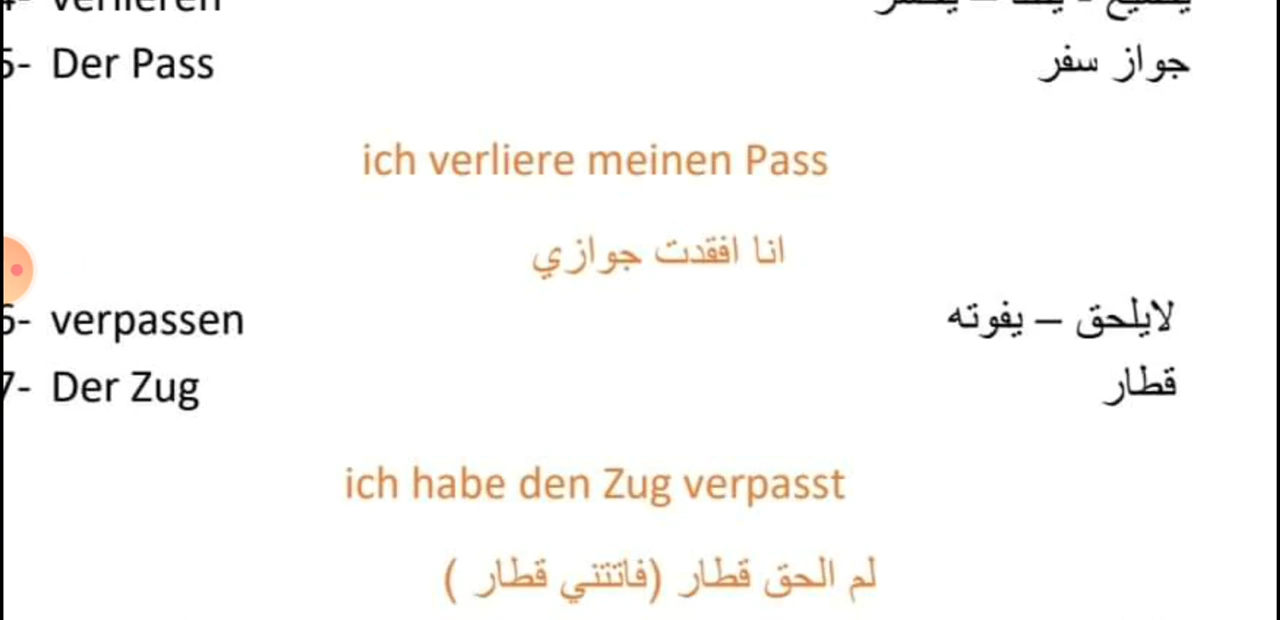 verlieren
5- Der Pass جواز سفر
ich verliere meinen Pass
انا افقدت جوازي
6- verpassen لايلحق – يفوته
7- Der Zug قطار
ich habe den Zug verpasst
لم الحق قطار (فاتتني قطار )